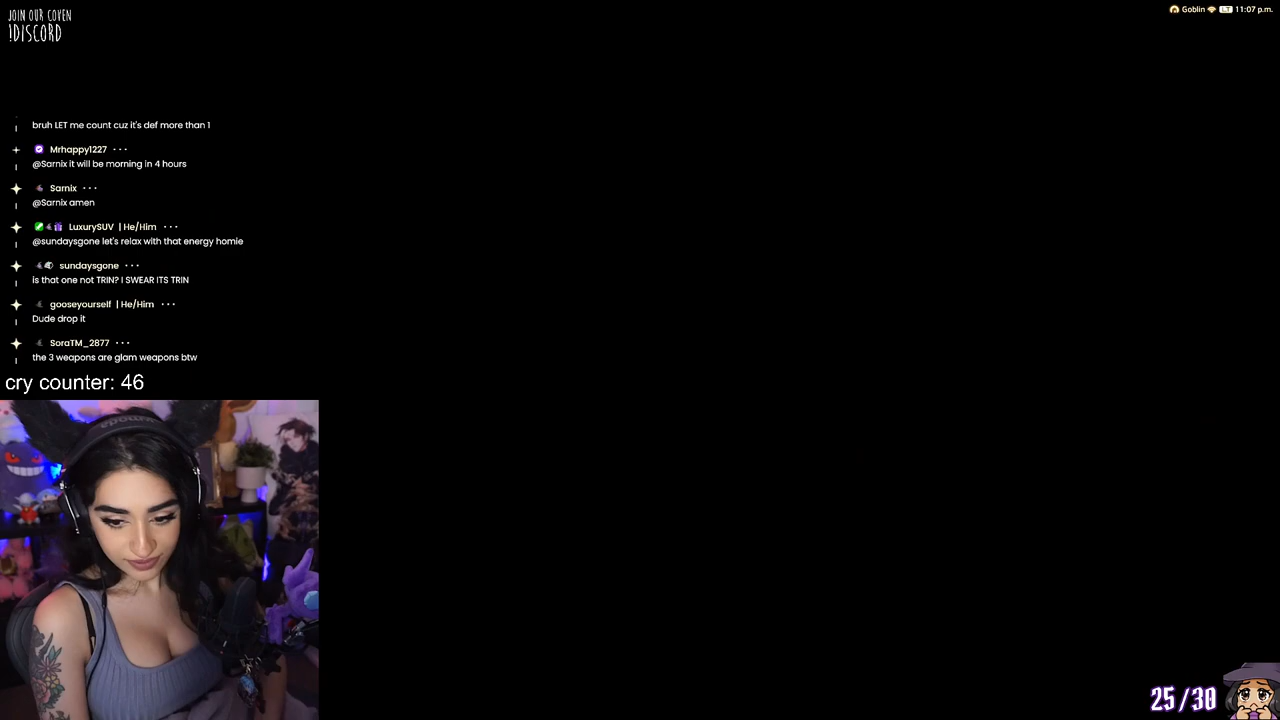 JOIN OUR COVEN
!DISCORD
Goblin LT 11:07 p.m.
bruh LET me count cuz it's def more than 1
Mrhappy1227
@Sarnix it will be morning in 4 hours
Sarnix
@Sarnix amen
LuxurySUV | He/Him
@sundaysgone let's relax with that energy homie
sundaysgone
is that one not TRIN? I SWEAR ITS TRIN
gooseyourself | He/Him
Dude drop it
SoraTM_2877
the 3 weapons are glam weapons btw
cry counter: 46
25/30